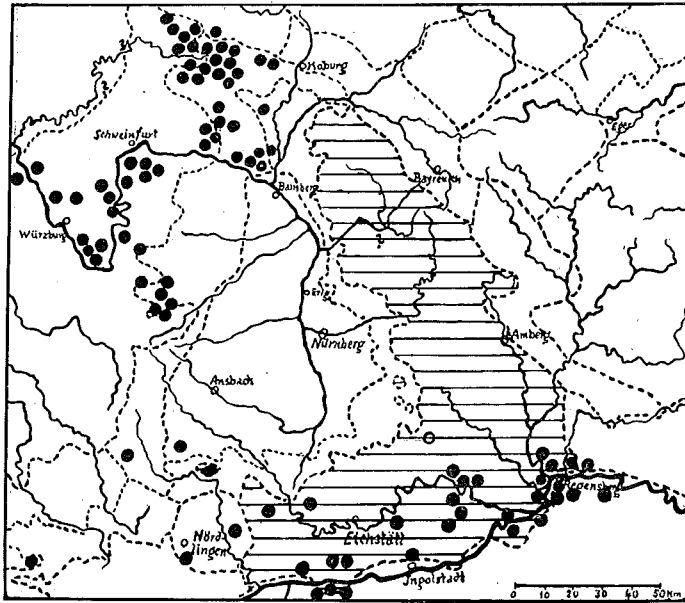 Koburg
Eger
Schweinfurt
Bamberg
Bayreuth
Würzburg
Erlg.
Nürnberg
Amberg
Ansbach
Regensburg
Nörd-
lingen
Eichstätt
Ingolstadt
0 10 20 30 40 50 Km